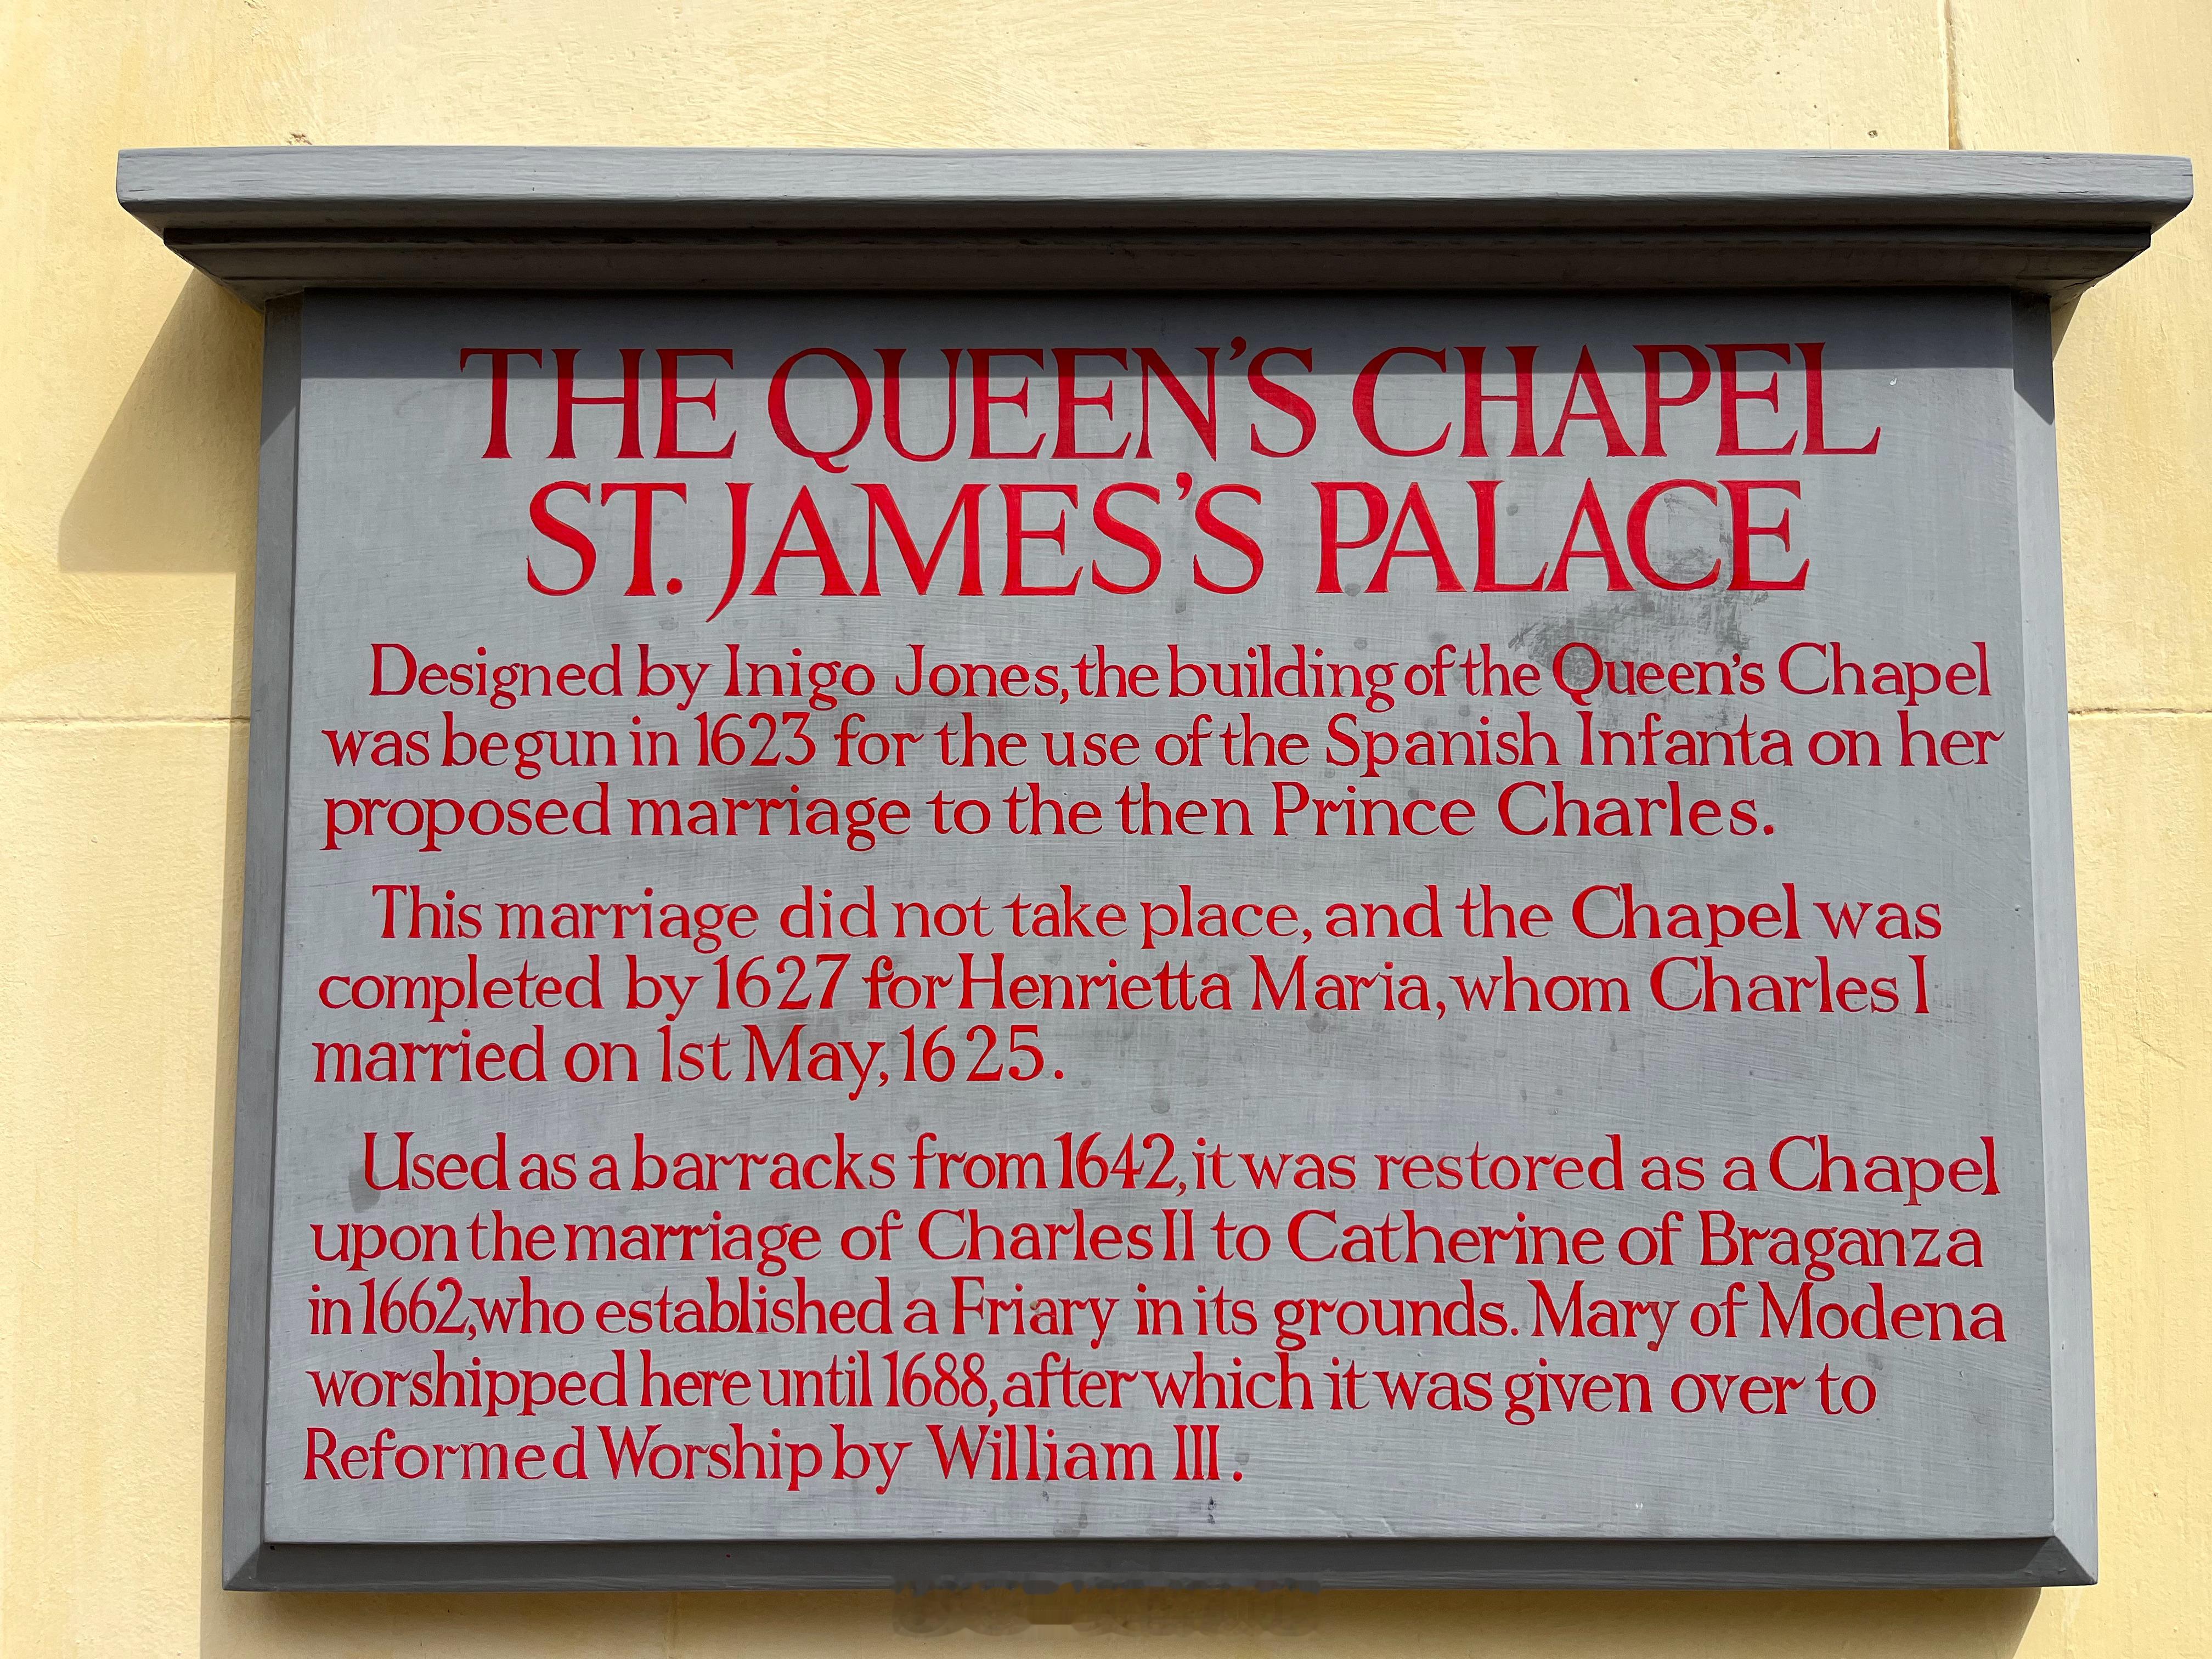 THE QUEEN'S CHAPEL
ST. JAMES'S PALACE
Designed by Inigo Jones, the building of the Queen's Chapel
was begun in 1623 for the use of the Spanish Infanta on her
proposed marriage to the then Prince Charles.
This marriage did not take place, and the Chapel was
completed by 1627 for Henrietta Maria, whom Charles I
married on 1st May, 1625.
Used as a barracks from 1642, it was restored as a Chapel
upon the marriage of Charles II to Catherine of Braganza
in 1662, who established a Friary in its grounds. Mary of Modena
worshipped here until 1688, after which it was given over to
Reformed Worship by William III.